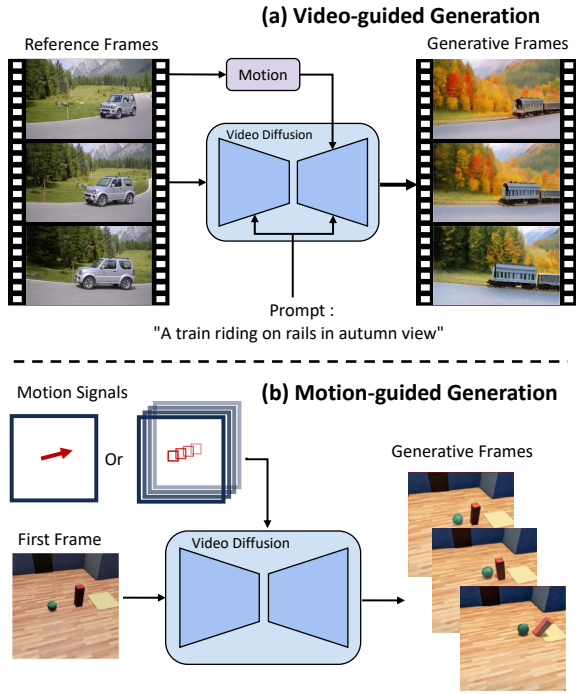 (a) Video-guided Generation
Reference Frames
Generative Frames
Motion
Video Diffusion
Prompt :
"A train riding on rails in autumn view"
(b) Motion-guided Generation
Motion Signals
Or
Generative Frames
First Frame
Video Diffusion